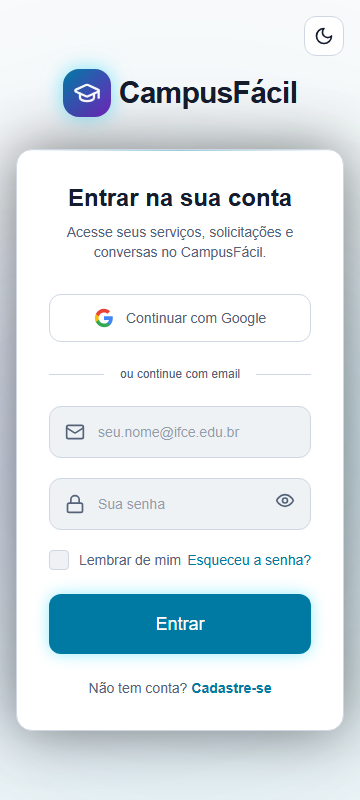 CampusFácil
Entrar na sua conta
Acesse seus serviços, solicitações e
conversas no CampusFácil.
Continuar com Google
ou continue com email
seu.nome@ifce.edu.br
Sua senha
Lembrar de mim Esqueceu a senha?
Entrar
Não tem conta? Cadastre-se